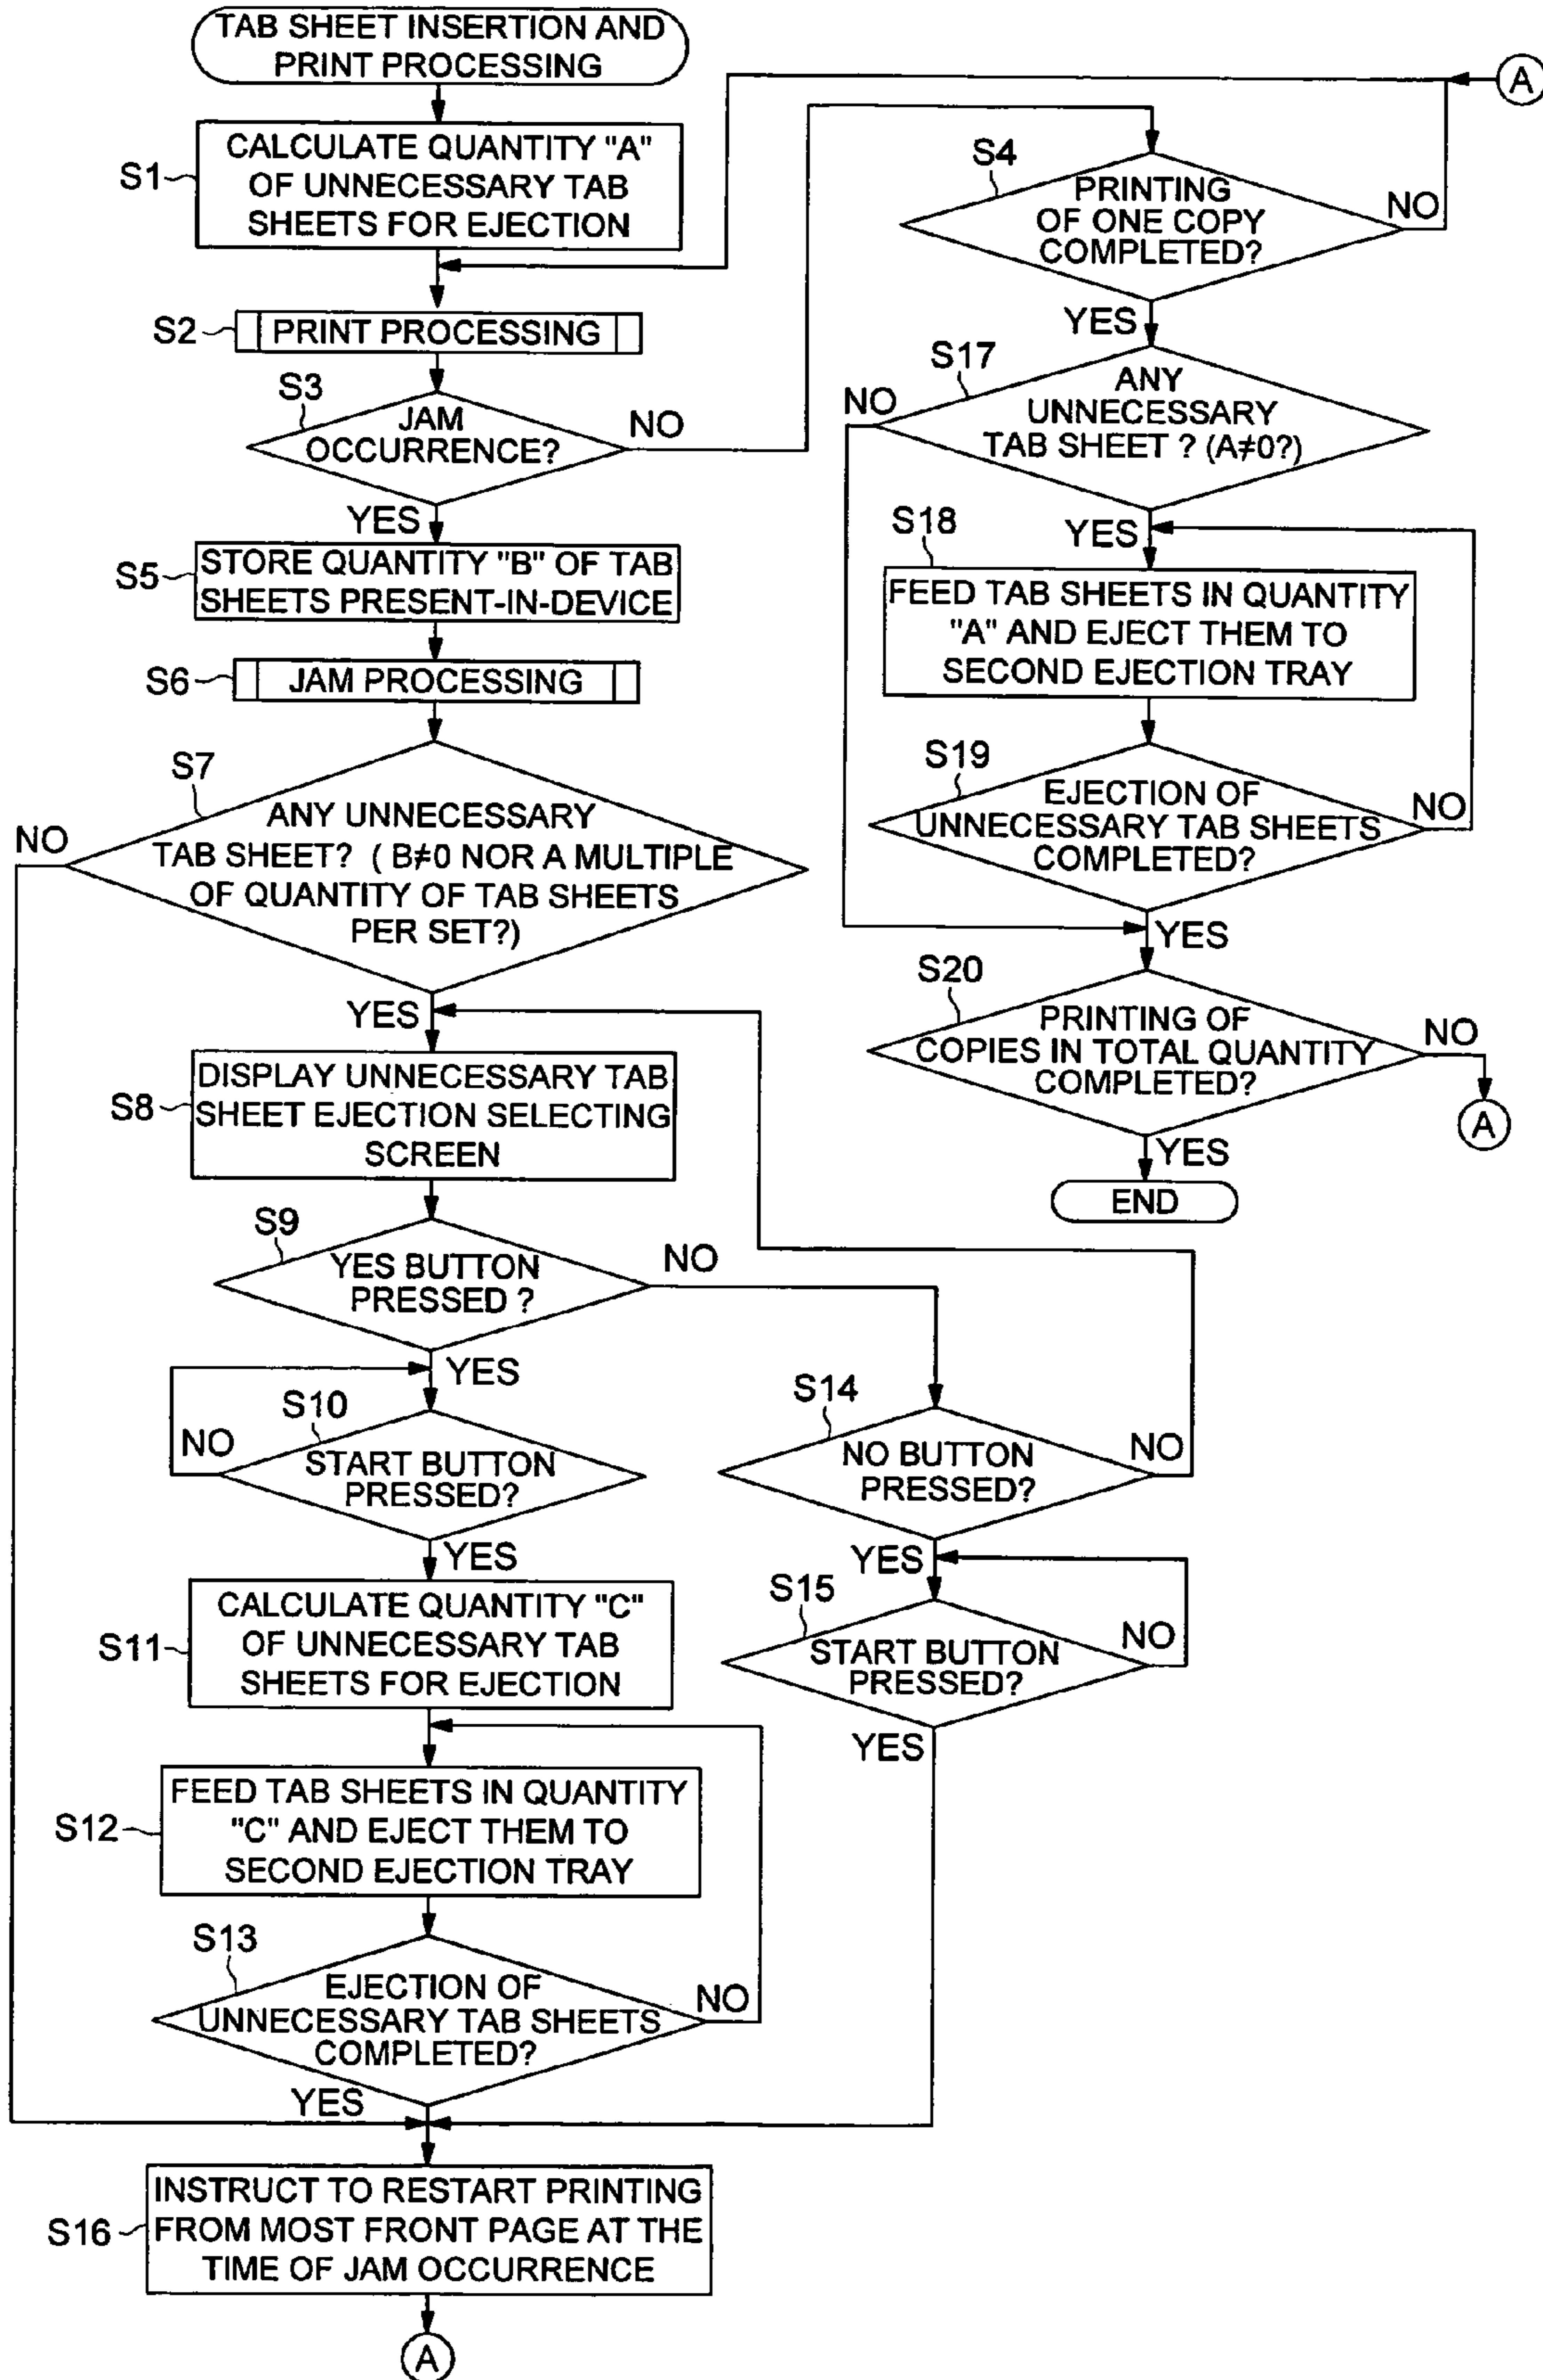 TAB SHEET INSERTION AND
PRINT PROCESSING
S1
CALCULATE QUANTITY "A"
OF UNNECESSARY TAB
SHEETS FOR EJECTION
S2
PRINT PROCESSING
S3
JAM
OCCURRENCE?
NO
YES
S5
STORE QUANTITY "B" OF TAB
SHEETS PRESENT-IN-DEVICE
S6
JAM PROCESSING
S7
NO
ANY UNNECESSARY
TAB SHEET? ( B≠0 NOR A MULTIPLE
OF QUANTITY OF TAB SHEETS
PER SET?)
YES
S8
DISPLAY UNNECESSARY TAB
SHEET EJECTION SELECTING
SCREEN
S9
YES BUTTON
PRESSED ?
NO
YES
S10
NO
START BUTTON
PRESSED?
YES
S11
CALCULATE QUANTITY "C"
OF UNNECESSARY TAB
SHEETS FOR EJECTION
S12
FEED TAB SHEETS IN QUANTITY
"C" AND EJECT THEM TO
SECOND EJECTION TRAY
S13
EJECTION OF
UNNECESSARY TAB SHEETS
COMPLETED?
NO
YES
S14
NO BUTTON
PRESSED?
NO
YES
S15
START BUTTON
PRESSED?
NO
YES
S16
INSTRUCT TO RESTART PRINTING
FROM MOST FRONT PAGE AT THE
TIME OF JAM OCCURRENCE
A
A
S4
PRINTING
OF ONE COPY
COMPLETED?
NO
YES
S17
NO
ANY
UNNECESSARY
TAB SHEET ? (A≠0?)
YES
S18
FEED TAB SHEETS IN QUANTITY
"A" AND EJECT THEM TO
SECOND EJECTION TRAY
S19
EJECTION OF
UNNECESSARY TAB SHEETS
COMPLETED?
NO
YES
S20
PRINTING OF
COPIES IN TOTAL QUANTITY
COMPLETED?
NO
A
YES
END